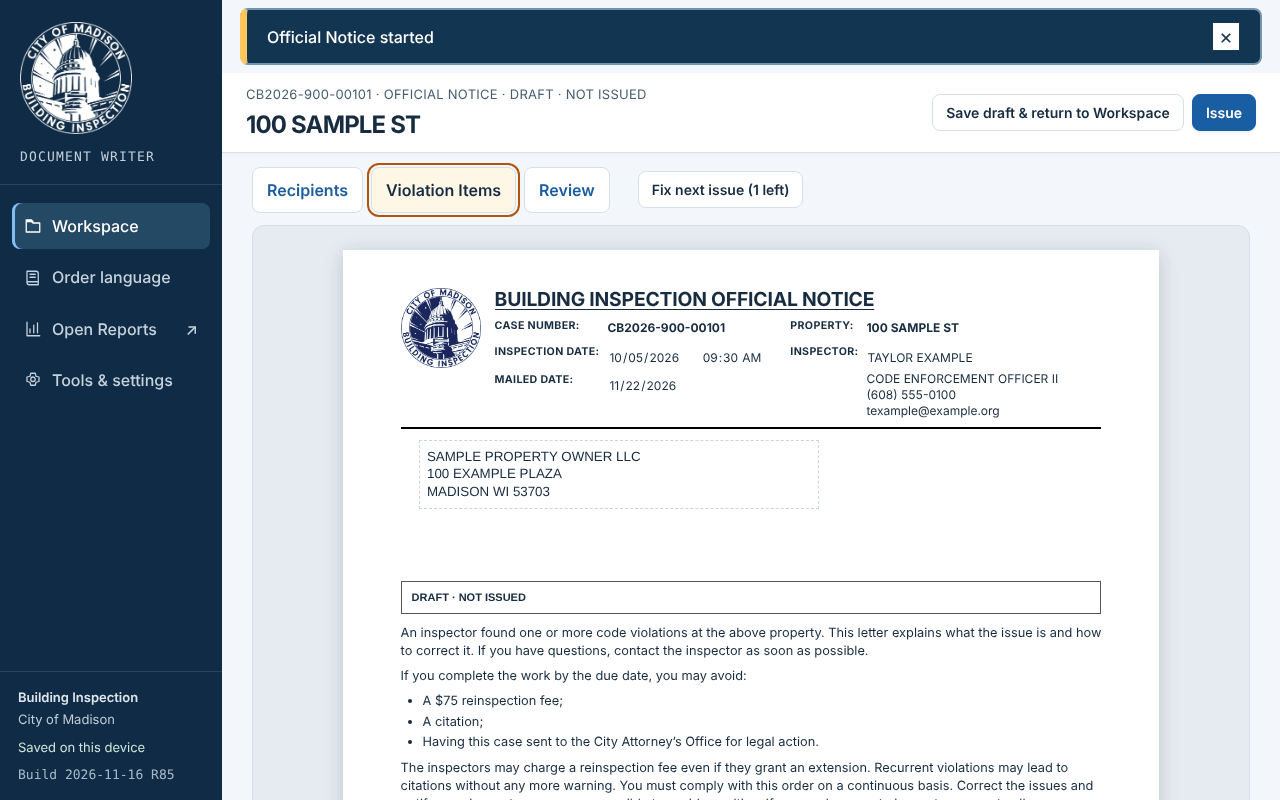 CITY OF MADISON
BUILDING INSPECTION
DOCUMENT WRITER
Workspace
Order language
Open Reports
Tools & settings
Building Inspection
City of Madison
Saved on this device
Build 2026-11-16 R85
Official Notice started
CB2026-900-00101 · OFFICIAL NOTICE · DRAFT · NOT ISSUED
100 SAMPLE ST
Save draft & return to Workspace
Issue
Recipients
Violation Items
Review
Fix next issue (1 left)
CITY OF MADISON
BUILDING INSPECTION
BUILDING INSPECTION OFFICIAL NOTICE
CASE NUMBER: CB2026-900-00101 PROPERTY: 100 SAMPLE ST
INSPECTION DATE: 10/05/2026 09:30 AM INSPECTOR: TAYLOR EXAMPLE
MAILED DATE: 11/22/2026 CODE ENFORCEMENT OFFICER II
(608) 555-0100
texample@example.org
SAMPLE PROPERTY OWNER LLC
100 EXAMPLE PLAZA
MADISON WI 53703
DRAFT · NOT ISSUED
An inspector found one or more code violations at the above property. This letter explains what the issue is and how
to correct it. If you have questions, contact the inspector as soon as possible.
If you complete the work by the due date, you may avoid:
• A $75 reinspection fee;
• A citation;
• Having this case sent to the City Attorney's Office for legal action.
The inspectors may charge a reinspection fee even if they grant an extension. Recurrent violations may lead to
citations without any more warning. You must comply with this order on a continuous basis. Correct the issues and